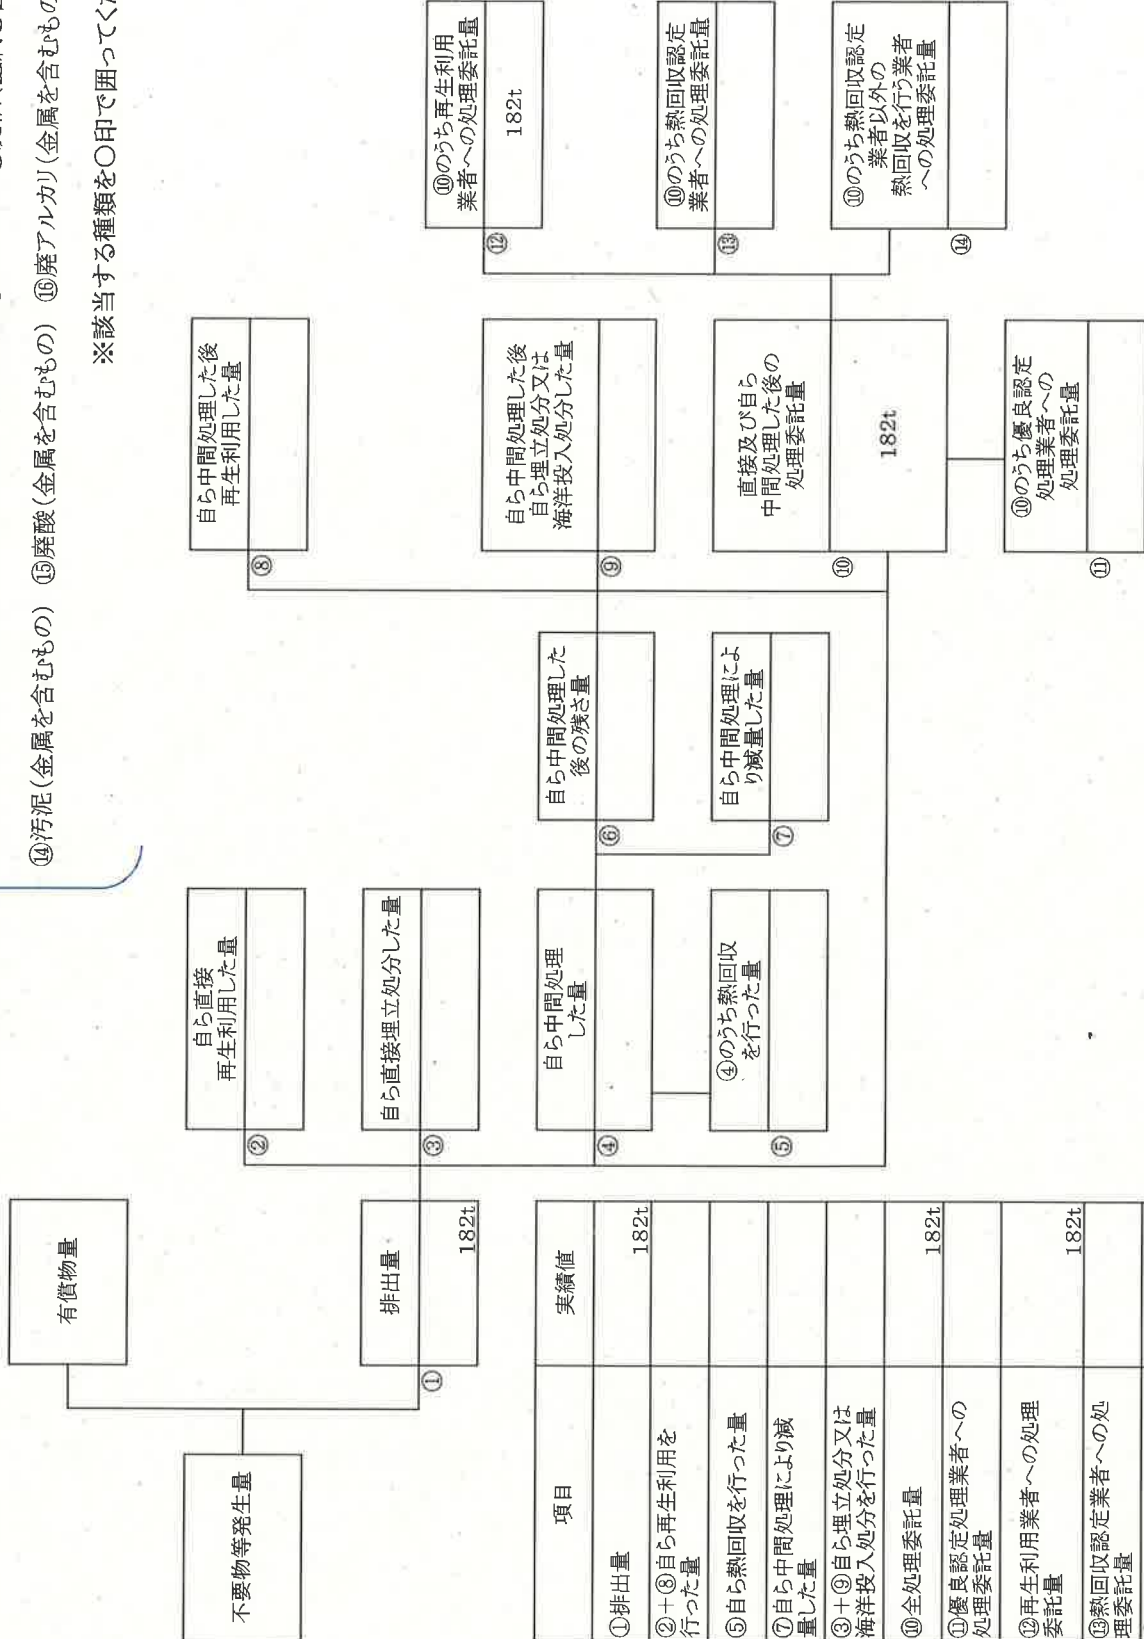 ⑭汚泥(金属を含むもの) ⑮廃酸(金属を含むもの) ⑯廃アルカリ(金属を含むもの
※該当する種類を〇印で囲ってく
有償物量
不要物等発生量
排出量
① 182t
自ら直接
再生利用した量
②
自ら直接埋立処分した量
③
自ら中間処理
した量
④
④のうち熱回収
を行った量
⑤
自ら中間処理した
後の残さ量
⑥
自ら中間処理によ
り減量した量
⑦
自ら中間処理した後
再生利用した量
⑧
自ら中間処理した後
自ら埋立処分又は
海洋投入処分した量
⑨
直接及び自ら
中間処理した後の
処理委託量
⑩ 182t
⑩のうち優良認定
処理業者への
処理委託量
⑪
⑩のうち再生利用
業者への処理委託量
⑫ 182t
⑩のうち熱回収認定
業者への処理委託量
⑬
⑩のうち熱回収認定
業者以外の
熱回収を行う業者
への処理委託量
⑭
項目 実績値
①排出量 182t
②+⑧自ら再生利用を
行った量
⑤自ら熱回収を行った量
⑦自ら中間処理により減
量した量
③+⑨自ら埋立処分又は
海洋投入処分を行った量
⑩全処理委託量 182t
⑪優良認定処理業者への
処理委託量
⑫再生利用業者への処理
委託量 182t
⑬熱回収認定業者への処
理委託量